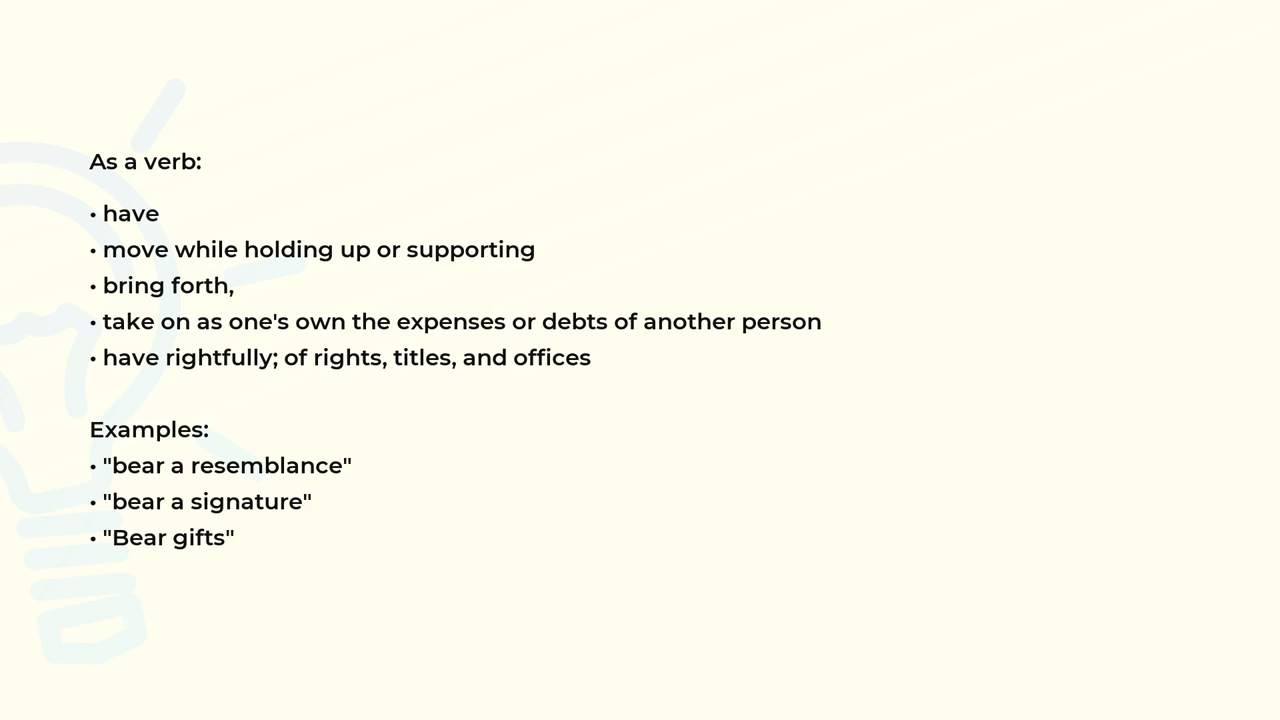 As a verb:
• have
• move while holding up or supporting
• bring forth,
• take on as one's own the expenses or debts of another person
• have rightfully; of rights, titles, and offices
Examples:
• "bear a resemblance"
• "bear a signature"
• "Bear gifts"